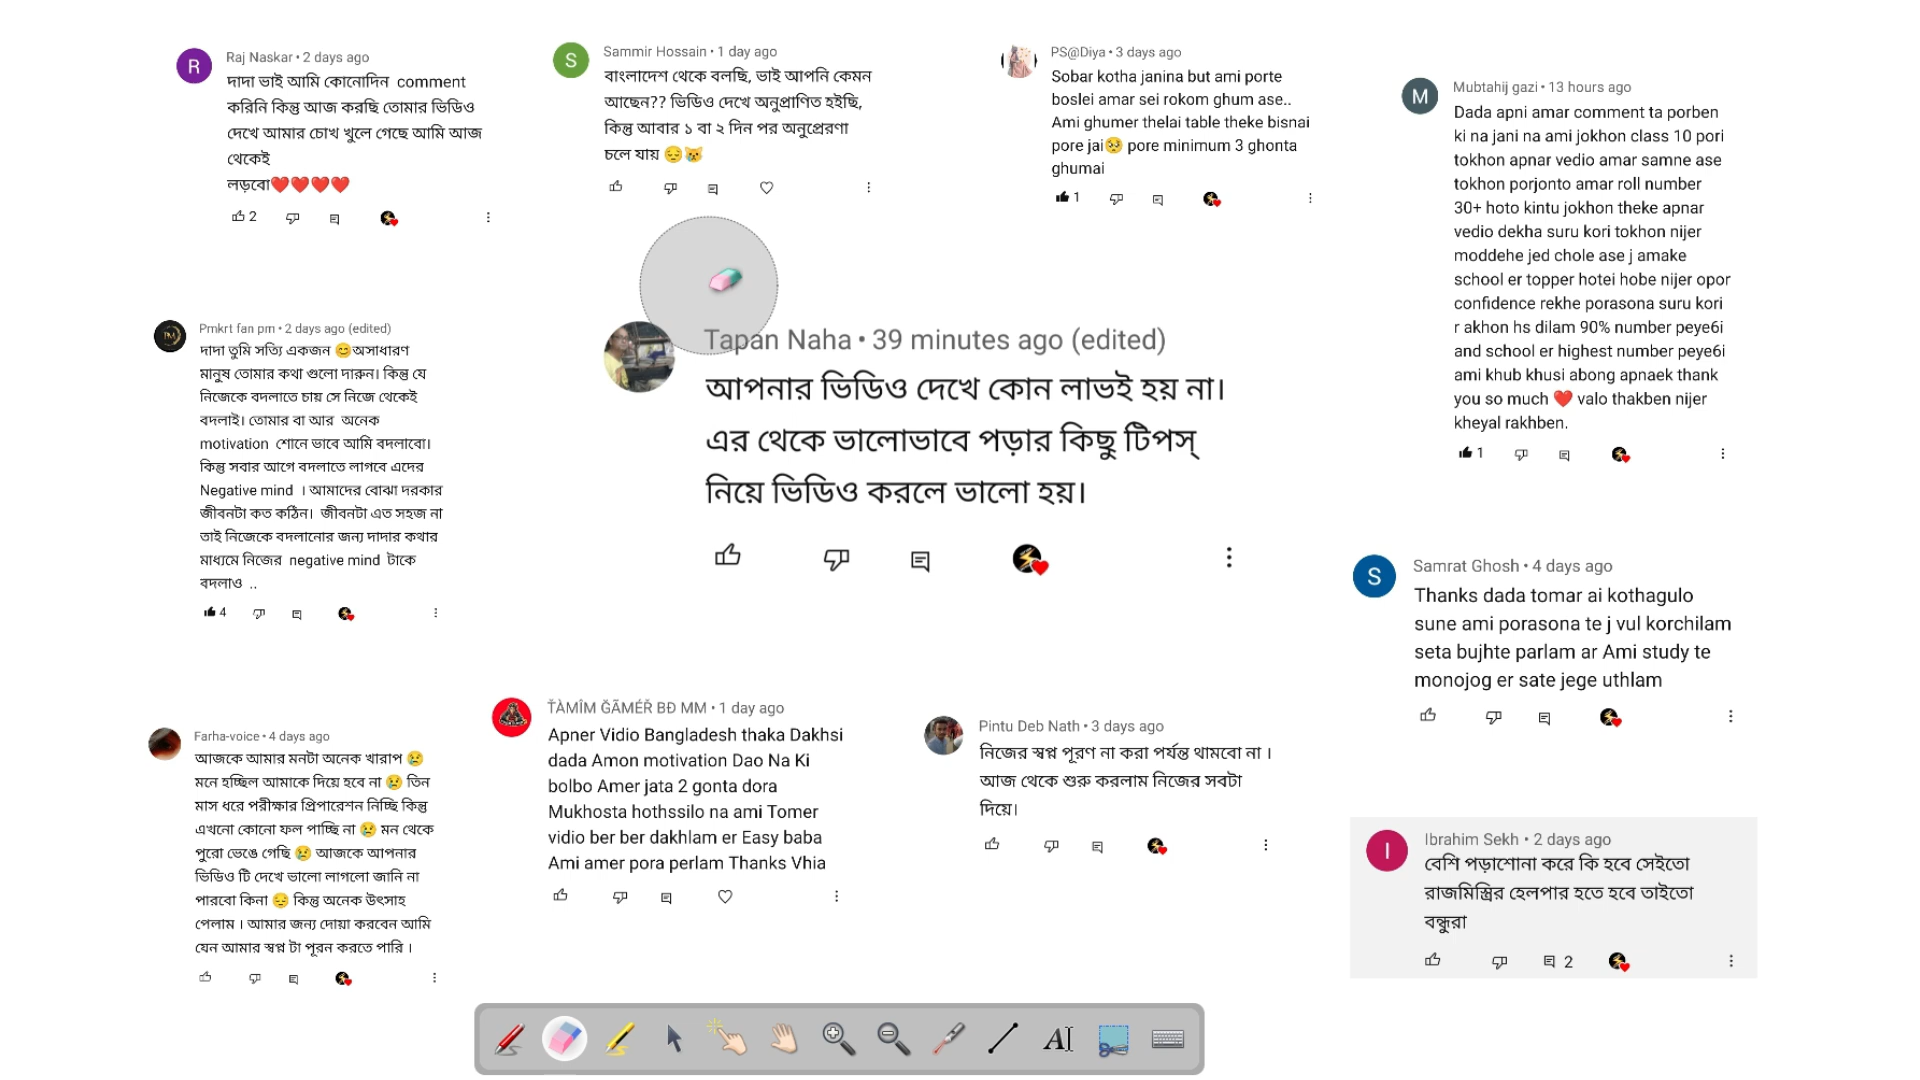 Raj Naskar • 2 days ago
দাদা ভাই আমি কোনোদিন comment
করিনি কিন্তু আজ করছি তোমার ভিডিও
দেখে আমার চোখ খুলে গেছে আমি আজ
থেকেই
লড়বো❤️❤️❤️❤️
2
Sammir Hossain • 1 day ago
বাংলাদেশ থেকে বলছি, ভাই আপনি কেমন
আছেন?? ভিডিও দেখে অনুপ্রাণিত হইছি,
কিন্তু আবার ১ বা ২ দিন পর অনুপ্রেরণা
চলে যায় 😔😿
PS@Diya • 3 days ago
Sobar kotha janina but ami porte
boslei amar sei rokom ghum ase..
Ami ghumer thelai table theke bisnai
pore jai🥺 pore minimum 3 ghonta
ghumai
1
Mubtahij gazi • 13 hours ago
Dada apni amar comment ta porben
ki na jani na ami jokhon class 10 pori
tokhon apnar vedio amar samne ase
tokhon porjonto amar roll number
30+ hoto kintu jokhon theke apnar
vedio dekha suru kori tokhon nijer
moddehe jed chole ase j amake
school er topper hotei hobe nijer opor
confidence rekhe porasona suru kori
r akhon hs dilam 90% number peye6i
and school er highest number peye6i
ami khub khusi abong apnaek thank
you so much ❤️ valo thakben nijer
kheyal rakhben.
1
Pmkrt fan pm • 2 days ago (edited)
দাদা তুমি সত্যি একজন 😊অসাধারণ
মানুষ তোমার কথা গুলো দারুন। কিন্তু যে
নিজেকে বদলাতে চায় সে নিজে থেকেই
বদলাই। তোমার বা আর অনেক
motivation শোনে ভাবে আমি বদলাবো।
কিন্তু সবার আগে বদলাতে লাগবে এদের
Negative mind । আমাদের বোঝা দরকার
জীবনটা কত কঠিন। জীবনটা এত সহজ না
তাই নিজেকে বদলানোর জন্য দাদার কথার
মাধ্যমে নিজের negative mind টাকে
বদলাও ..
4
Tapan Naha • 39 minutes ago (edited)
আপনার ভিডিও দেখে কোন লাভই হয় না।
এর থেকে ভালোভাবে পড়ার কিছু টিপস্
নিয়ে ভিডিও করলে ভালো হয়।
S
Samrat Ghosh • 4 days ago
Thanks dada tomar ai kothagulo
sune ami porasona te j vul korchilam
seta bujhte parlam ar Ami study te
monojog er sate jege uthlam
Farha-voice • 4 days ago
আজকে আমার মনটা অনেক খারাপ 😢
মনে হচ্ছিল আমাকে দিয়ে হবে না 😢 তিন
মাস ধরে পরীক্ষার প্রিপারেশন নিচ্ছি কিন্তু
এখনো কোনো ফল পাচ্ছি না 😢 মন থেকে
পুরো ভেঙে গেছি 😢 আজকে আপনার
ভিডিও টি দেখে ভালো লাগলো জানি না
পারবো কিনা 😔 কিন্তু অনেক উৎসাহ
পেলাম । আমার জন্য দোয়া করবেন আমি
যেন আমার স্বপ্ন টা পূরন করতে পারি ।
ŤÀMÎM ĞÃMÉŘ BĐ MM • 1 day ago
Apner Vidio Bangladesh thaka Dakhsi
dada Amon motivation Dao Na Ki
bolbo Amer jata 2 gonta dora
Mukhosta hothssilo na ami Tomer
vidio ber ber dakhlam er Easy baba
Ami amer pora perlam Thanks Vhia
Pintu Deb Nath • 3 days ago
নিজের স্বপ্ন পূরণ না করা পর্যন্ত থামবো না ।
আজ থেকে শুরু করলাম নিজের সবটা
দিয়ে।
I
Ibrahim Sekh • 2 days ago
বেশি পড়াশোনা করে কি হবে সেইতো
রাজমিস্ত্রির হেলপার হতে হবে তাইতো
বন্ধুরা
2